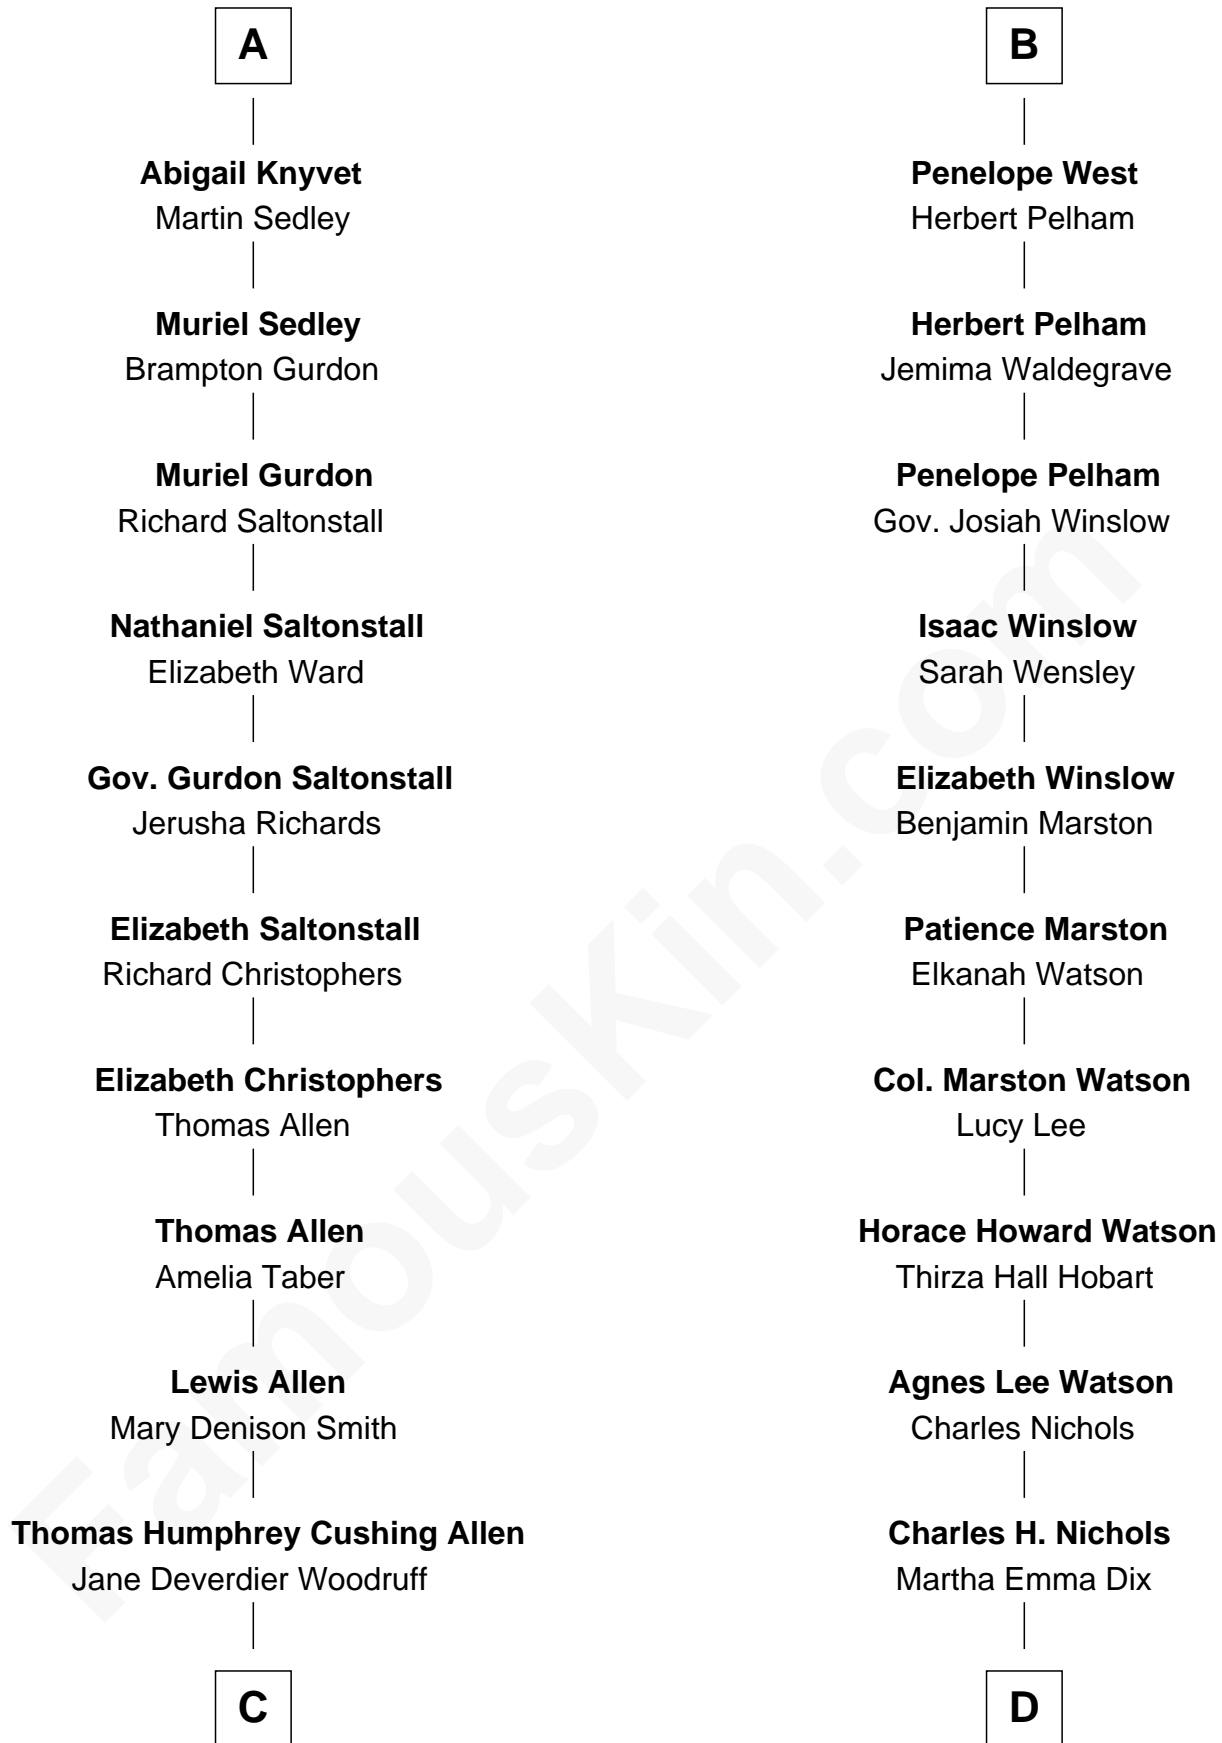 A
Abigail Knyvet
Martin Sedley
Muriel Sedley
Brampton Gurdon
Muriel Gurdon
Richard Saltonstall
Nathaniel Saltonstall
Elizabeth Ward
Gov. Gurdon Saltonstall
Jerusha Richards
Elizabeth Saltonstall
Richard Christophers
Elizabeth Christophers
Thomas Allen
Thomas Allen
Amelia Taber
Lewis Allen
Mary Denison Smith
Thomas Humphrey Cushing Allen
Jane Deverdier Woodruff
C
B
Penelope West
Herbert Pelham
Herbert Pelham
Jemima Waldegrave
Penelope Pelham
Gov. Josiah Winslow
Isaac Winslow
Sarah Wensley
Elizabeth Winslow
Benjamin Marston
Patience Marston
Elkanah Watson
Col. Marston Watson
Lucy Lee
Horace Howard Watson
Thirza Hall Hobart
Agnes Lee Watson
Charles Nichols
Charles H. Nichols
Martha Emma Dix
D
FamousKin.com